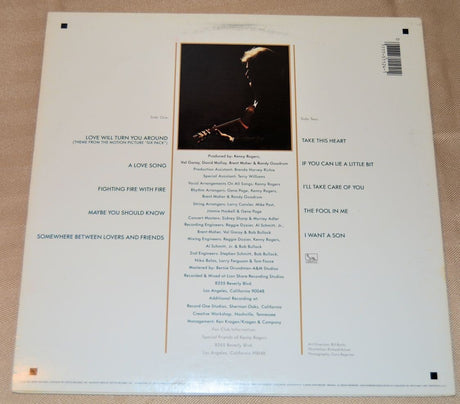 Side One
LOVE WILL TURN YOU AROUND
(THEME FROM THE MOTION PICTURE "SIX PACK")
A LOVE SONG
FIGHTING FIRE WITH FIRE
MAYBE YOU SHOULD KNOW
SOMEWHERE BETWEEN LOVERS AND FRIENDS
Produced by: Kenny Rogers,
Val Garay, David Malloy, Brent Maher & Randy Goodrum
Production Assistant: Brenda Harvey Richie
Special Assistant: Terry Williams
Vocal Arrangements On All Songs: Kenny Rogers
Rhythm Arrangers: Gene Page, Kenny Rogers,
Brent Maher & Randy Goodrum
String Arrangers: Larry Cansler, Mike Post,
Jimmie Haskell & Gene Page
Concert Masters: Sidney Sharp & Murray Adler
Recording Engineers: Reggie Dozier, Al Schmitt, Jr.,
Brent Maher, Val Garay & Bob Bullock
Mixing Engineers: Reggie Dozier, Kenny Rogers,
Al Schmitt, Jr. & Brent Maher
2nd Engineers: Stephen Schmitt, Bob Bullock,
Niko Bolas, Larry Ferguson & Tom Fouce
Mastered by: Bernie Grundman-A&M Studios
Recorded & Mixed at Lion Share Recording Studios
8255 Beverly Blvd.
Los Angeles, California 90048
Additional Recording at:
Record One Studios, Sherman Oaks, California
Creative Workshop, Nashville, Tennessee
Management: Ken Kragen/Kragen & Company
Fan Club Information:
Special Friends of Kenny Rogers
8265 Beverly Blvd.
Los Angeles, California 90048
Side Two
TAKE THIS HEART
IF YOU CAN LIE A LITTLE BIT
I'LL TAKE CARE OF YOU
THE FOOL IN ME
I WANT A SON
Art Direction: Bill Burks